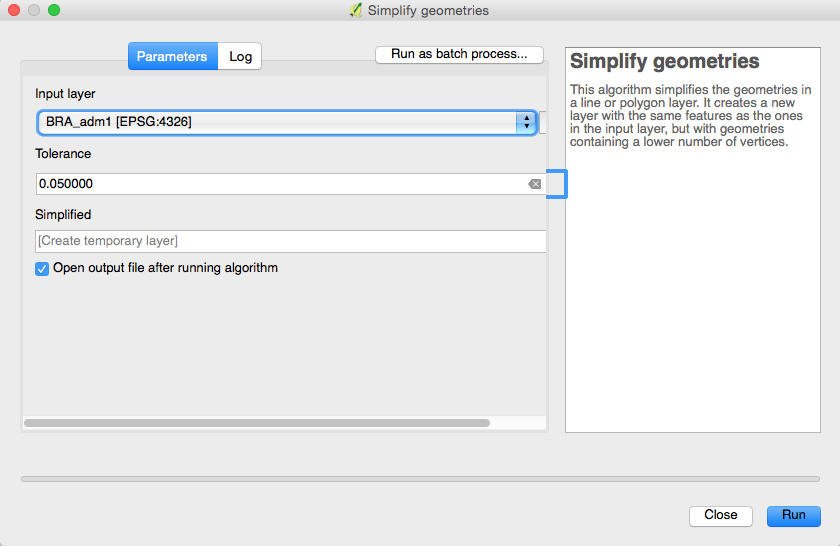 Simplify geometries
Parameters
Log
Run as batch process...
Input layer
BRA_adm1 [EPSG:4326]
Tolerance
0.050000
Simplified
[Create temporary layer]
Open output file after running algorithm
Simplify geometries
This algorithm simplifies the geometries in
a line or polygon layer. It creates a new
layer with the same features as the ones
in the input layer, but with geometries
containing a lower number of vertices.
Close
Run